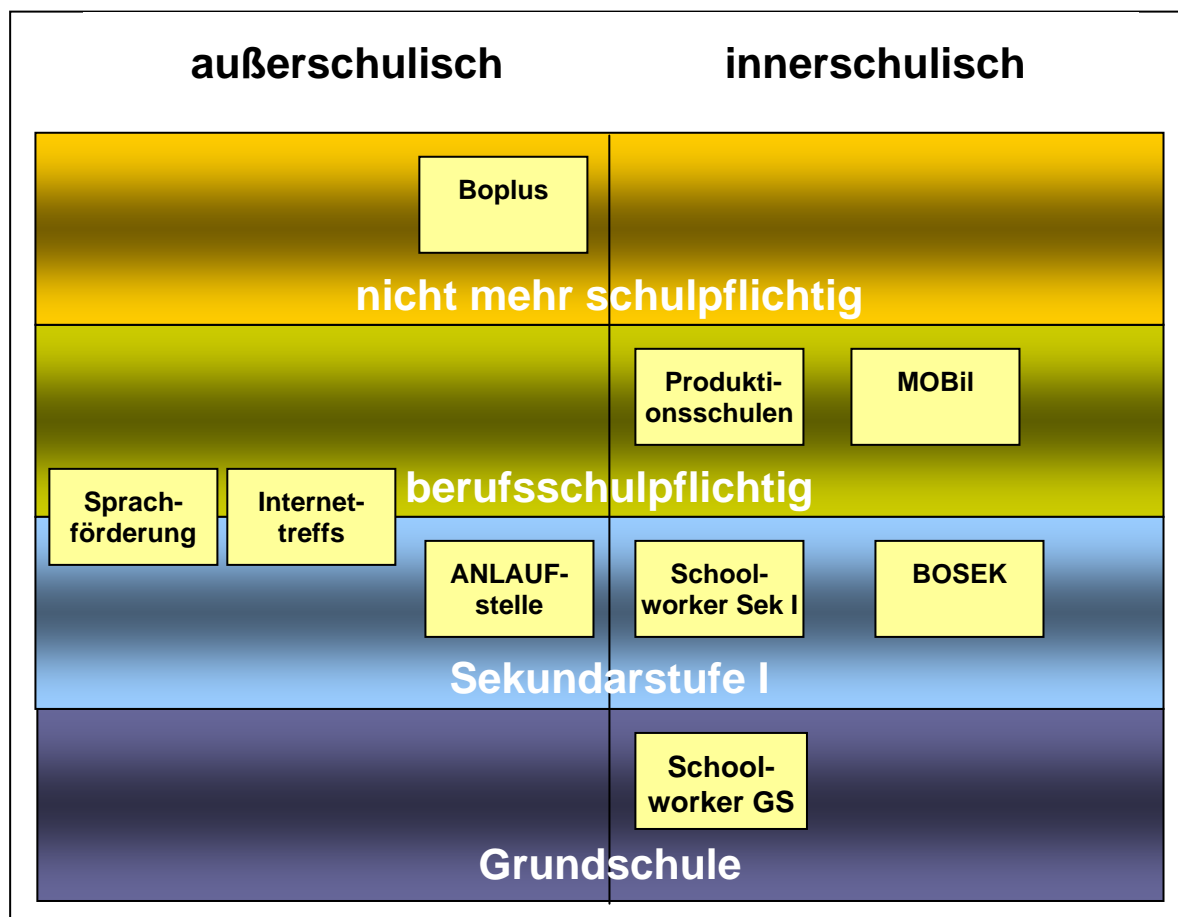 außerschulisch
innerschulisch
Boplus
nicht mehr schulpflichtig
Produkti-
onsschulen
MOBil
berufsschulpflichtig
Sprach-
förderung
Internet-
treffs
ANLAUF-
stelle
School-
worker Sek I
BOSEK
Sekundarstufe I
School-
worker GS
Grundschule